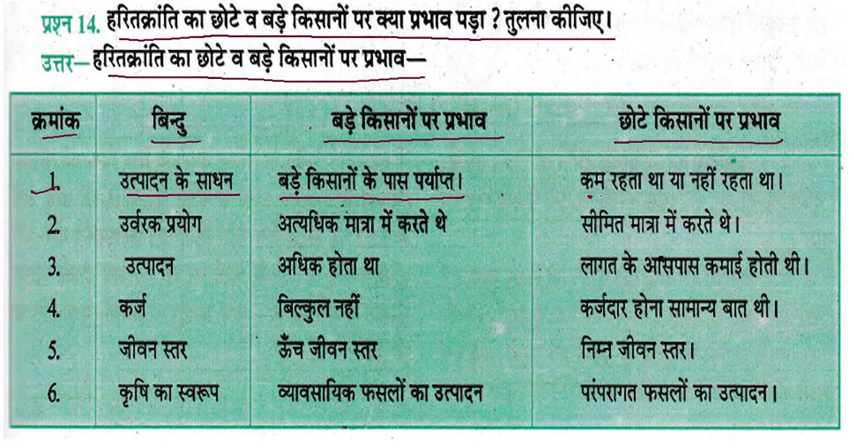 प्रश्न 14. हरितक्रांति का छोटे व बड़े किसानों पर क्या प्रभाव पड़ा ? तुलना कीजिए।
उत्तर– हरितक्रांति का छोटे व बड़े किसानों पर प्रभाव–
क्रमांक बिन्दु बड़े किसानों पर प्रभाव छोटे किसानों पर प्रभाव
1. उत्पादन के साधन बड़े किसानों के पास पर्याप्त। कम रहता था या नहीं रहता था।
2. उर्वरक प्रयोग अत्यधिक मात्रा में करते थे सीमित मात्रा में करते थे।
3. उत्पादन अधिक होता था लागत के आसपास कमाई होती थी।
4. कर्ज बिल्कुल नहीं कर्जदार होना सामान्य बात थी।
5. जीवन स्तर ऊँच जीवन स्तर निम्न जीवन स्तर।
6. कृषि का स्वरूप व्यावसायिक फसलों का उत्पादन परंपरागत फसलों का उत्पादन।